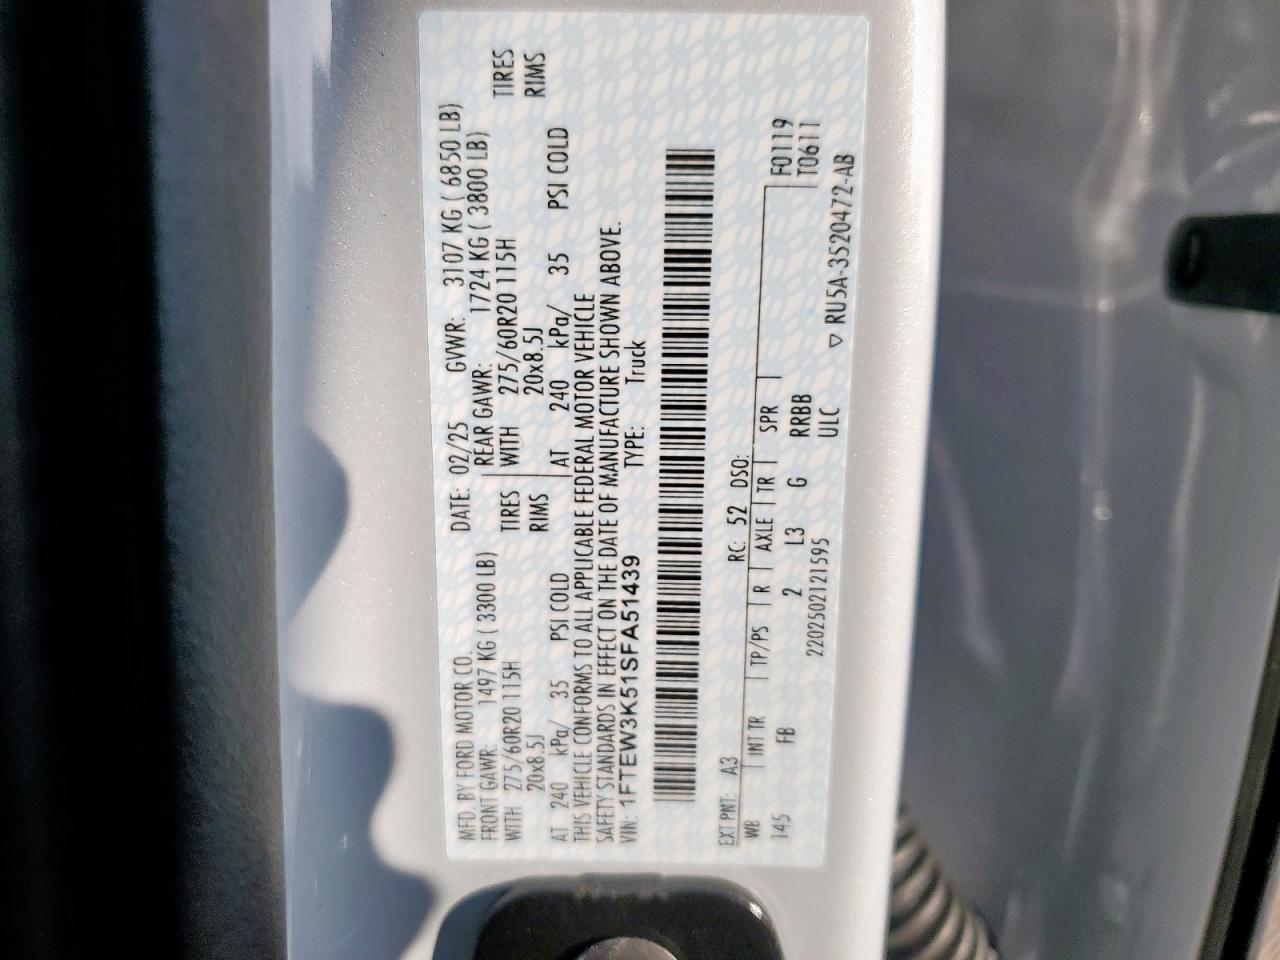 MFD. BY FORD MOTOR CO. DATE: 02/25 GVWR: 3107 KG ( 6850 LB)
FRONT GAWR: 1497 KG ( 3300 LB) REAR GAWR: 1724 KG ( 3800 LB)
WITH 275/60R20 115H TIRES WITH 275/60R20 115H TIRES
20x8.5J RIMS 20x8.5J RIMS
AT 240 kPa/ 35 PSI COLD AT 240 kPa/ 35 PSI COLD
THIS VEHICLE CONFORMS TO ALL APPLICABLE FEDERAL MOTOR VEHICLE
SAFETY STANDARDS IN EFFECT ON THE DATE OF MANUFACTURE SHOWN ABOVE.
VIN: 1FTEW3K51SFA51439 TYPE: Truck
EXT PNT: A3 RC: 52 DSO: F0119
WB INT TR TP/PS R AXLE TR SPR T0611
145 FB 2 L3 G RRBB
2202502121595 ULC ▽ RU5A-3520472-AB